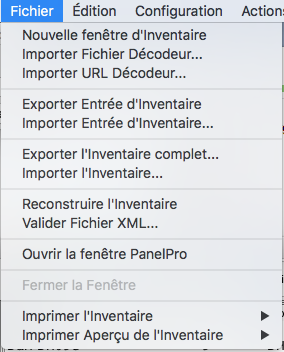 Fichier Édition Configuration Actions
Nouvelle fenêtre d'Inventaire
Importer Fichier Décodeur...
Importer URL Décodeur...
Exporter Entrée d'Inventaire
Importer Entrée d'Inventaire...
Exporter l'Inventaire complet...
Importer l'Inventaire...
Reconstruire l'Inventaire
Valider Fichier XML...
Ouvrir la fenêtre PanelPro
Fermer la Fenêtre
Imprimer l'Inventaire
Imprimer Aperçu de l'Inventaire